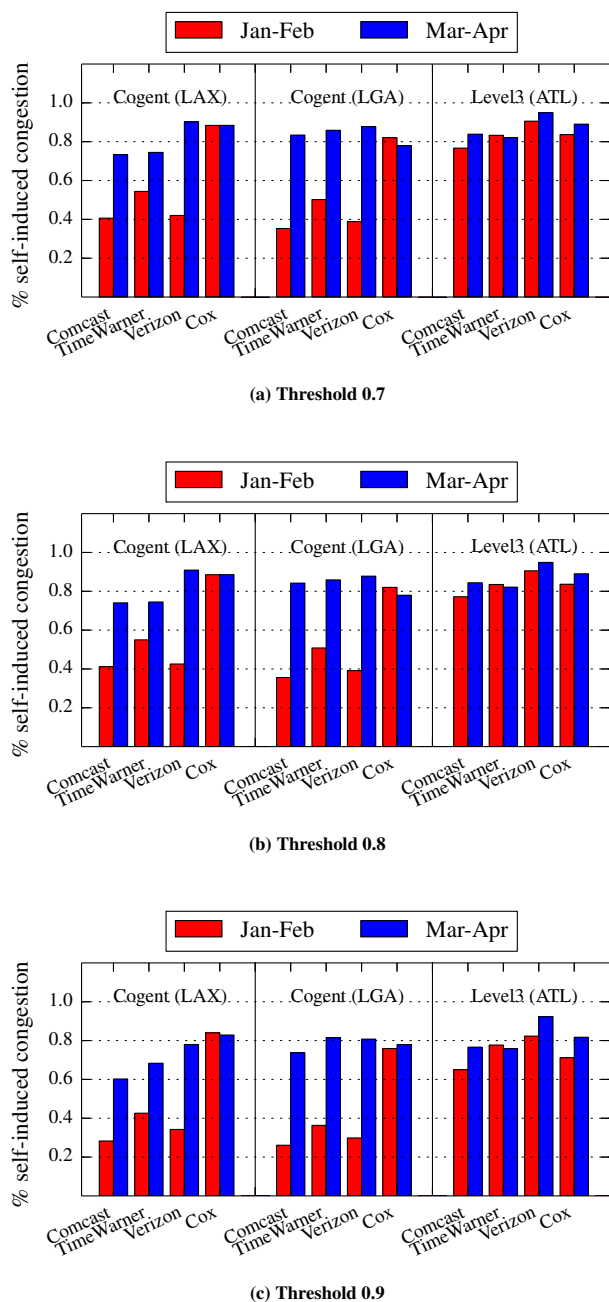 Jan-Feb Mar-Apr
% self-induced congestion
1.0
0.8
0.6
0.4
0.2
Cogent (LAX) Cogent (LGA) Level3 (ATL)
Comcast TimeWarner Verizon Cox Comcast TimeWarner Verizon Cox Comcast TimeWarner Verizon Cox
(a) Threshold 0.7
Jan-Feb Mar-Apr
% self-induced congestion
1.0
0.8
0.6
0.4
0.2
Cogent (LAX) Cogent (LGA) Level3 (ATL)
Comcast TimeWarner Verizon Cox Comcast TimeWarner Verizon Cox Comcast TimeWarner Verizon Cox
(b) Threshold 0.8
Jan-Feb Mar-Apr
% self-induced congestion
1.0
0.8
0.6
0.4
0.2
Cogent (LAX) Cogent (LGA) Level3 (ATL)
Comcast TimeWarner Verizon Cox Comcast TimeWarner Verizon Cox Comcast TimeWarner Verizon Cox
(c) Threshold 0.9